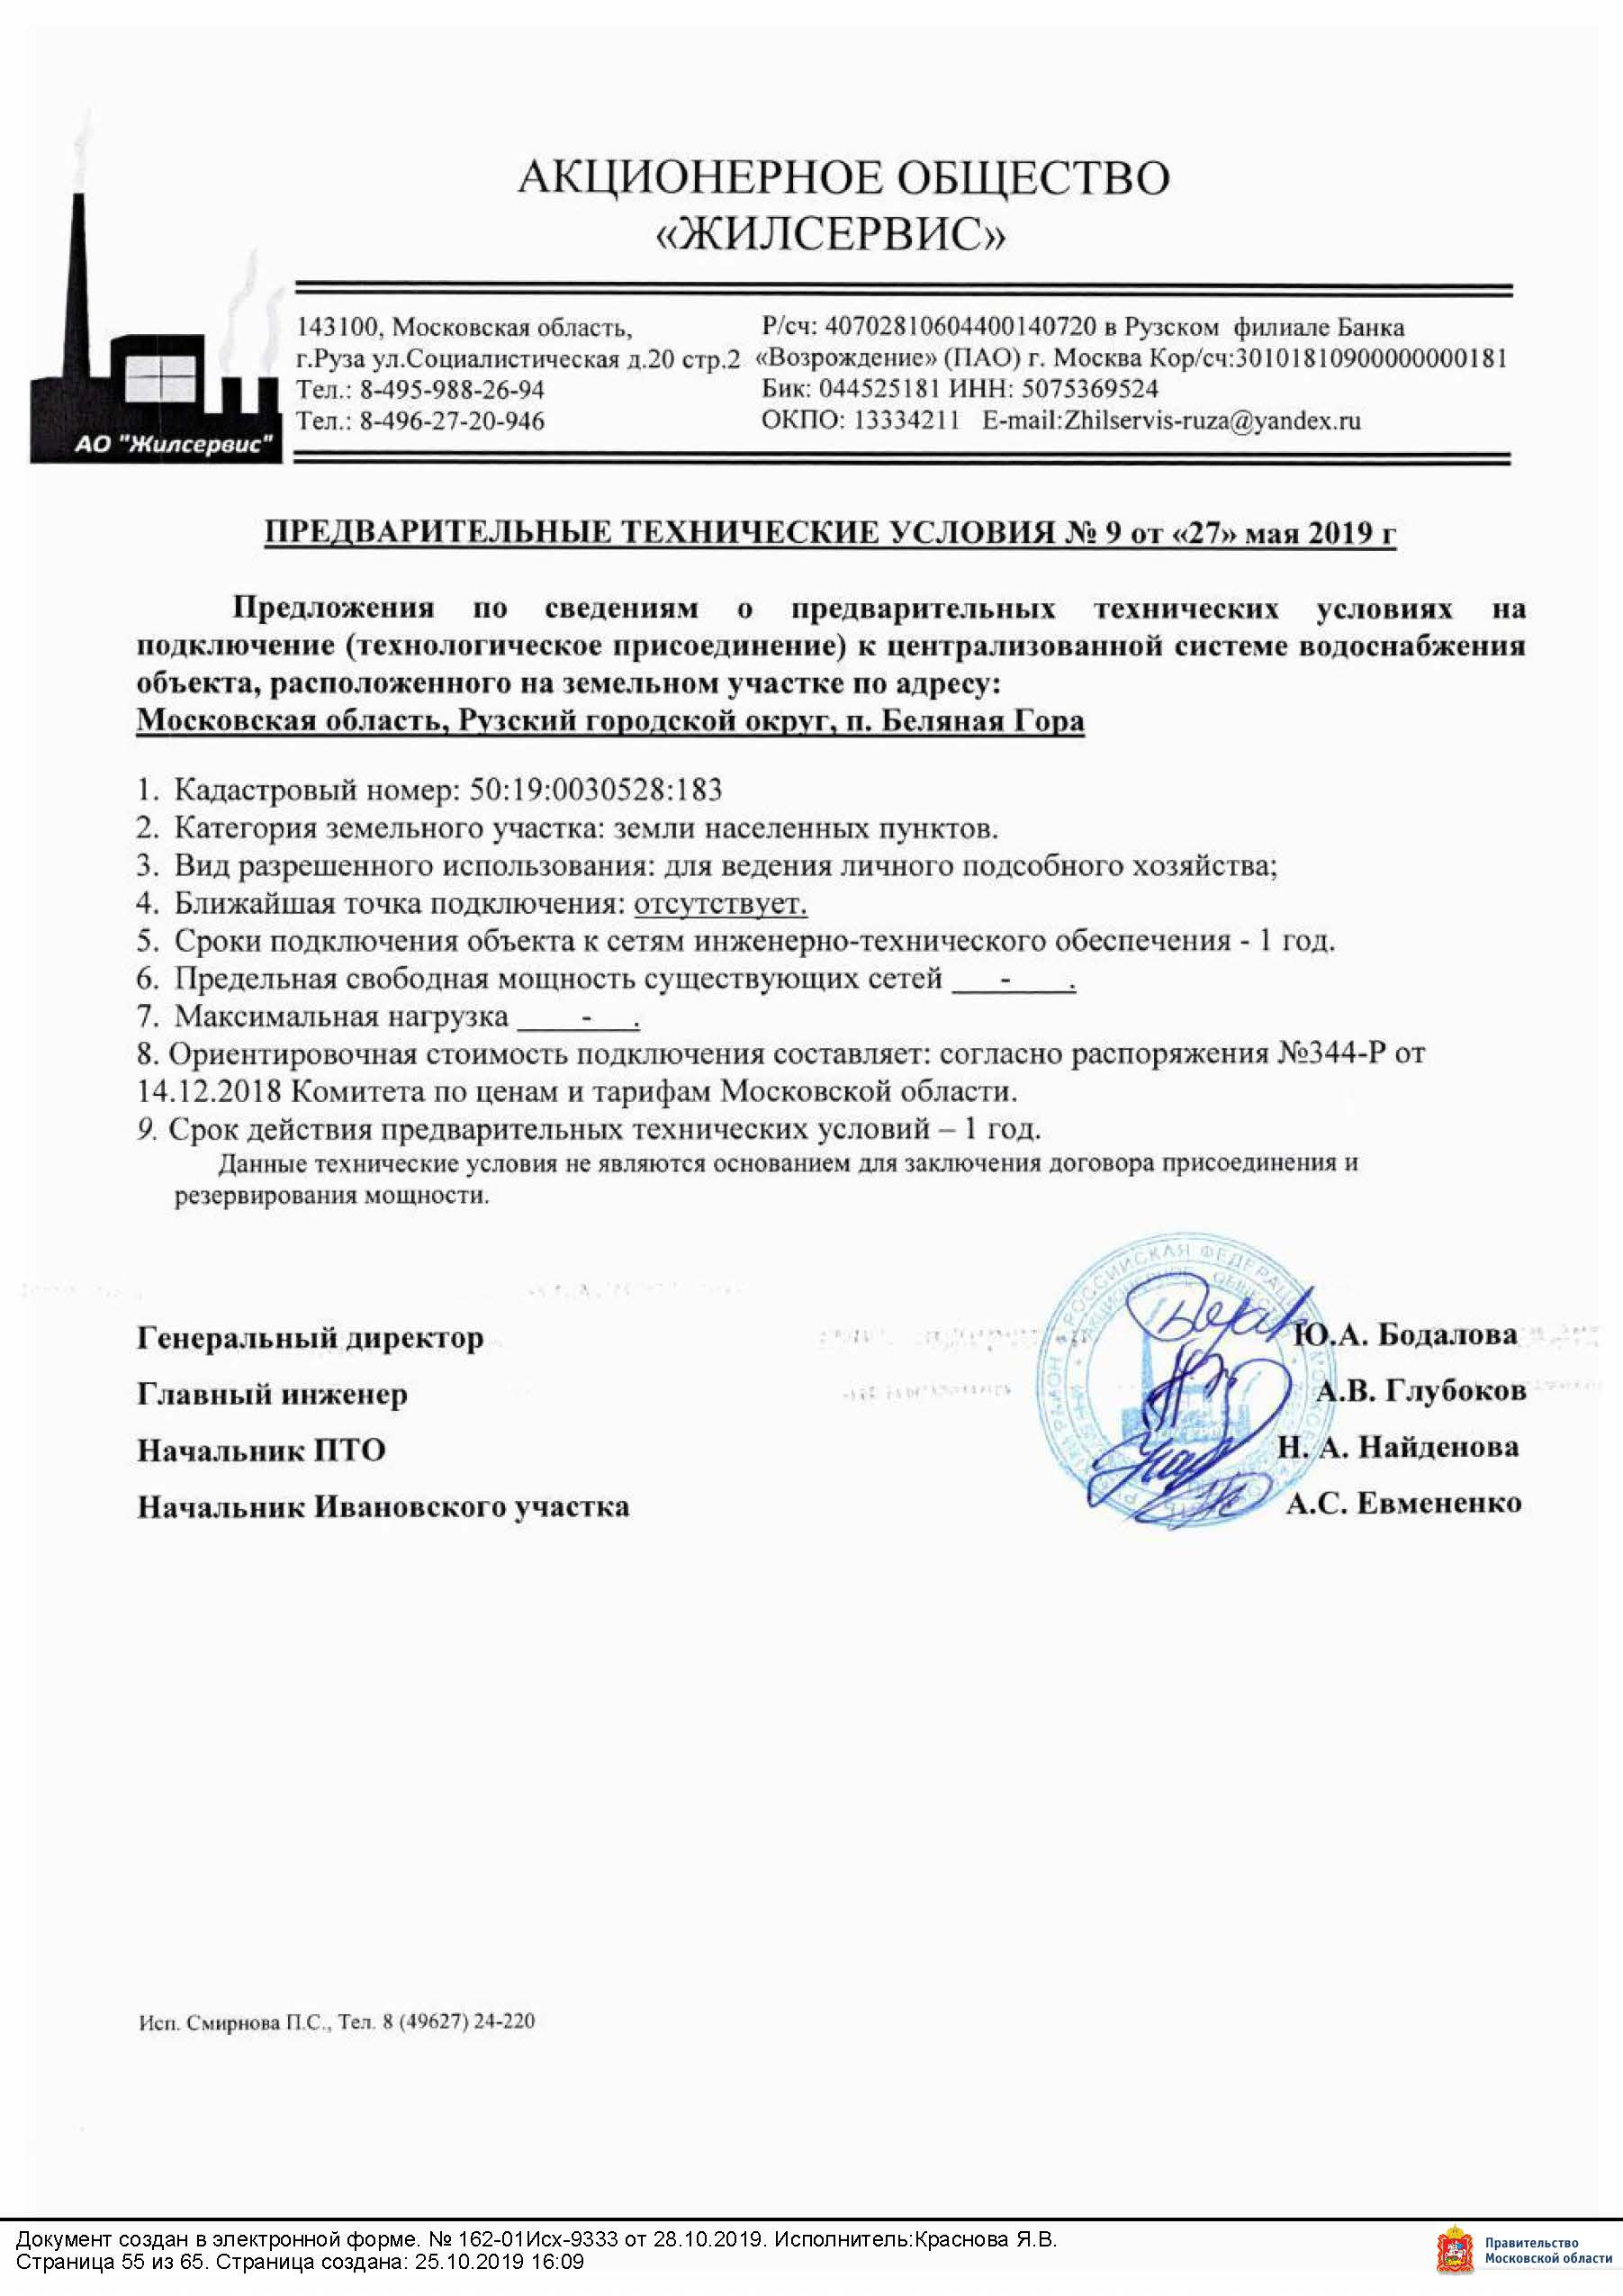 АКЦИОНЕРНОЕ ОБЩЕСТВО
«ЖИЛСЕРВИС»
143100, Московская область,
г.Руза ул.Социалистическая д.20 стр.2
Тел.: 8-495-988-26-94
Тел.: 8-496-27-20-946
Р/сч: 40702810604400140720 в Рузском филиале Банка
«Возрождение» (ПАО) г. Москва Кор/сч:30101810900000000181
Бик: 044525181 ИНН: 5075369524
ОКПО: 13334211 E-mail:Zhilservis-ruza@yandex.ru
АО "Жилсервис"
ПРЕДВАРИТЕЛЬНЫЕ ТЕХНИЧЕСКИЕ УСЛОВИЯ № 9 от «27» мая 2019 г
Предложения по сведениям о предварительных технических условиях на
подключение (технологическое присоединение) к централизованной системе водоснабжения
объекта, расположенного на земельном участке по адресу:
Московская область, Рузский городской округ, п. Беляная Гора
1. Кадастровый номер: 50:19:0030528:183
2. Категория земельного участка: земли населенных пунктов.
3. Вид разрешенного использования: для ведения личного подсобного хозяйства;
4. Ближайшая точка подключения: отсутствует.
5. Сроки подключения объекта к сетям инженерно-технического обеспечения - 1 год.
6. Предельная свободная мощность существующих сетей ___-____.
7. Максимальная нагрузка ____-___.
8. Ориентировочная стоимость подключения составляет: согласно распоряжения №344-Р от
14.12.2018 Комитета по ценам и тарифам Московской области.
9. Срок действия предварительных технических условий – 1 год.
Данные технические условия не являются основанием для заключения договора присоединения и
резервирования мощности.
Генеральный директор Ю.А. Бодалова
Главный инженер А.В. Глубоков
Начальник ПТО Н. А. Найденова
Начальник Ивановского участка А.С. Евмененко
Исп. Смирнова П.С., Тел. 8 (49627) 24-220
Документ создан в электронной форме. № 162-01Исх-9333 от 28.10.2019. Исполнитель:Краснова Я.В.
Страница 55 из 65. Страница создана: 25.10.2019 16:09
Правительство
Московской области